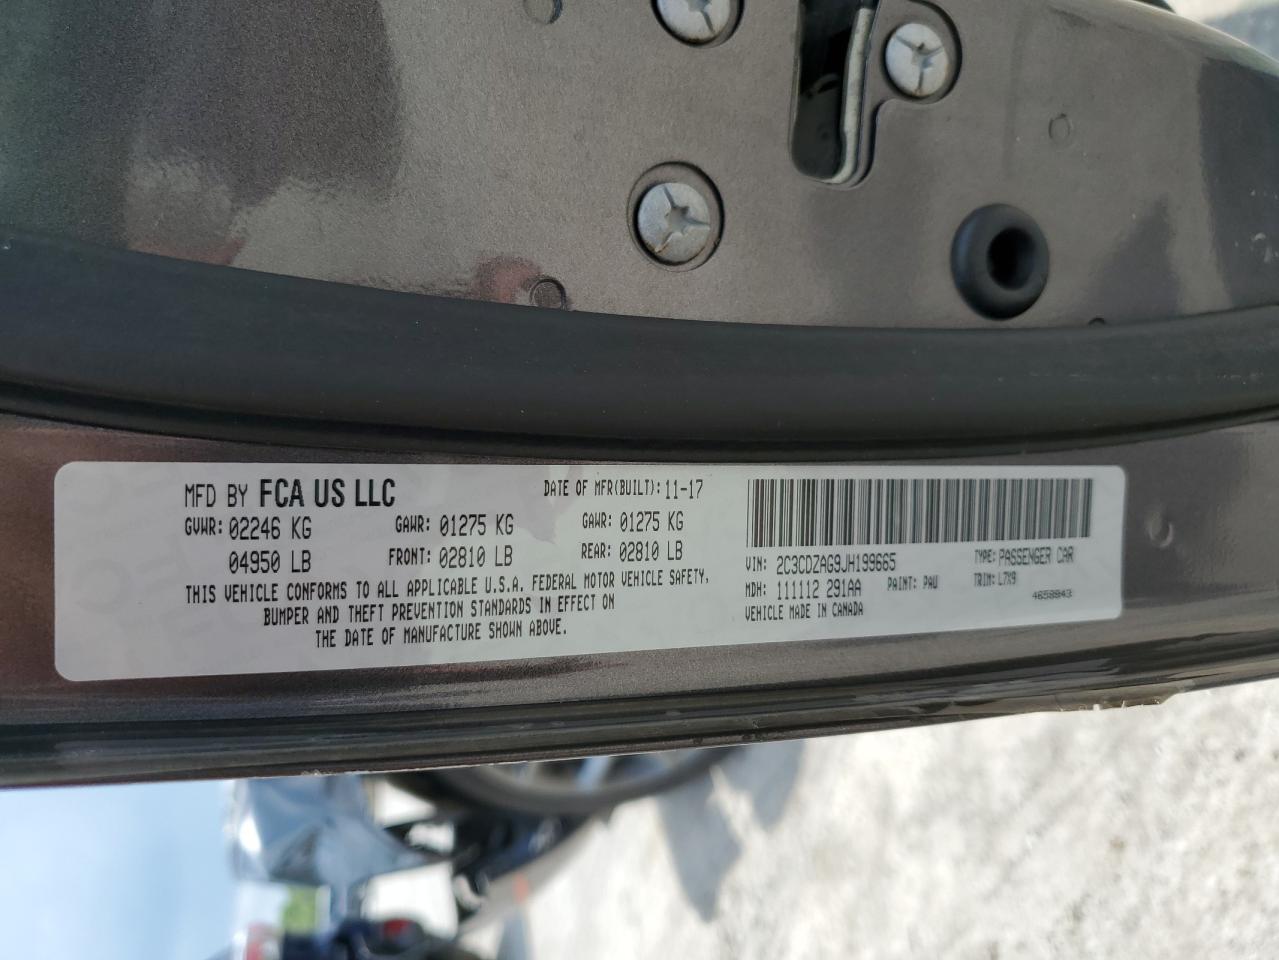 MFD BY FCA US LLC DATE OF MFR(BUILT): 11-17
GVWR: 02246 KG GAWR: 01275 KG GAWR: 01275 KG
04950 LB FRONT: 02810 LB REAR: 02810 LB
THIS VEHICLE CONFORMS TO ALL APPLICABLE U.S.A. FEDERAL MOTOR VEHICLE SAFETY,
BUMPER AND THEFT PREVENTION STANDARDS IN EFFECT ON
THE DATE OF MANUFACTURE SHOWN ABOVE.
VIN: 2C3CDZAG9JH199665 TYPE: PASSENGER CAR
MDH: 111112 291AA PAINT: PAU TRIM: L7X9
VEHICLE MADE IN CANADA 4658843